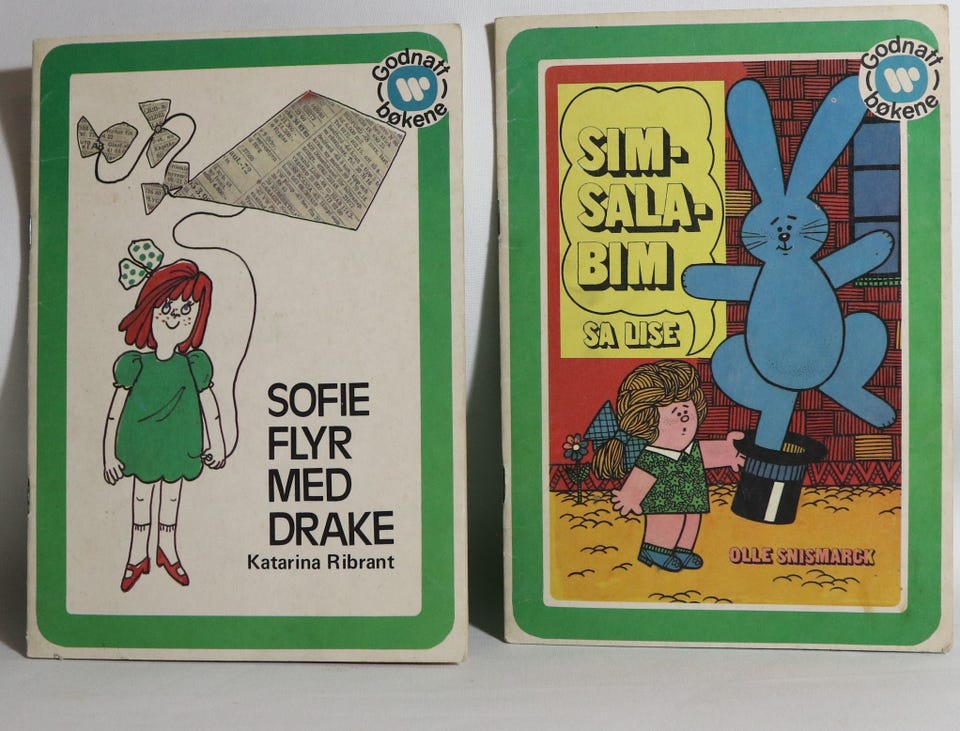 Godnatt
bøkene
SOFIE
FLYR
MED
DRAKE
Katarina Ribrant
Godnatt
bøkene
SIM-
SALA-
BIM
SA LISE
OLLE SNISMARCK